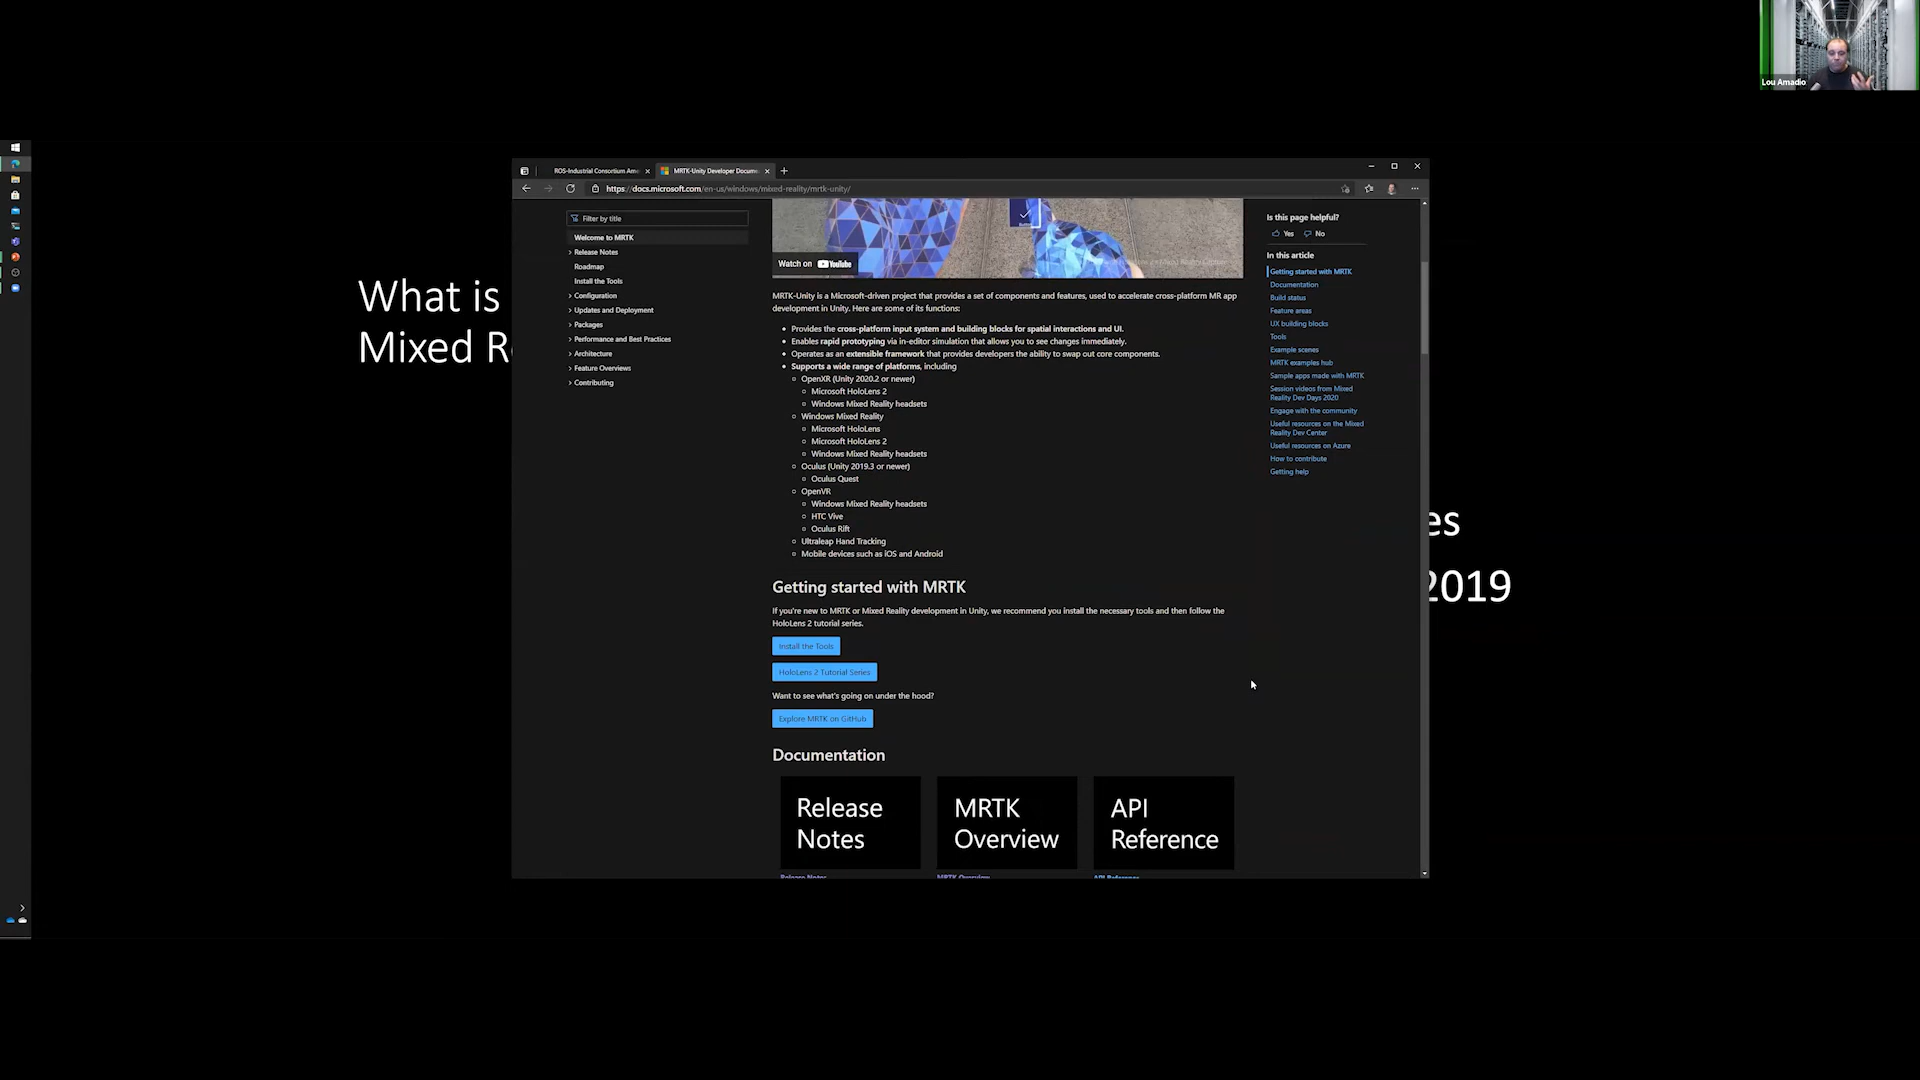 Lou Amadio
What is
Mixed R
es
2019
ROS-Industrial Consortium Ame
MRTK-Unity Developer Docume
https://docs.microsoft.com/en-us/windows/mixed-reality/mrtk-unity/
Filter by title
Welcome to MRTK
Release Notes
Roadmap
Install the Tools
Configuration
Updates and Deployment
Packages
Performance and Best Practices
Architecture
Feature Overviews
Contributing
Watch on YouTube
MRTK-Unity is a Microsoft-driven project that provides a set of components and features, used to accelerate cross-platform MR app
development in Unity. Here are some of its functions:
Provides the cross-platform input system and building blocks for spatial interactions and UI.
Enables rapid prototyping via in-editor simulation that allows you to see changes immediately.
Operates as an extensible framework that provides developers the ability to swap out core components.
Supports a wide range of platforms, including
OpenXR (Unity 2020.2 or newer)
Microsoft HoloLens 2
Windows Mixed Reality headsets
Windows Mixed Reality
Microsoft HoloLens
Microsoft HoloLens 2
Windows Mixed Reality headsets
Oculus (Unity 2019.3 or newer)
Oculus Quest
OpenVR
Windows Mixed Reality headsets
HTC Vive
Oculus Rift
Ultraleap Hand Tracking
Mobile devices such as iOS and Android
Getting started with MRTK
If you're new to MRTK or Mixed Reality development in Unity, we recommend you install the necessary tools and then follow the
HoloLens 2 tutorial series.
Install the Tools
HoloLens 2 Tutorial Series
Want to see what's going on under the hood?
Explore MRTK on GitHub
Documentation
Release
Notes
MRTK
Overview
API
Reference
Release Notes
MRTK Overview
API Reference
Is this page helpful?
Yes No
In this article
Getting started with MRTK
Documentation
Build status
Feature areas
UX building blocks
Tools
Example scenes
MRTK examples hub
Sample apps made with MRTK
Session videos from Mixed
Reality Dev Days 2020
Engage with the community
Useful resources on the Mixed
Reality Dev Center
Useful resources on Azure
How to contribute
Getting help